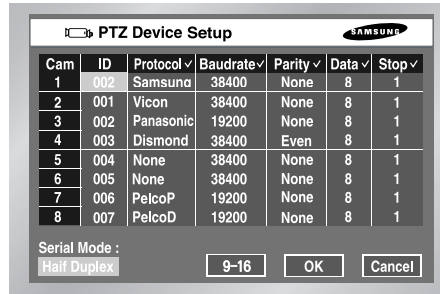 PTZ Device Setup SAMSUNG
Cam ID Protocol Baudrate Parity Data Stop
1 002 Samsung 38400 None 8 1
2 001 Vicon 38400 None 8 1
3 002 Panasonic 19200 None 8 1
4 003 Dismond 38400 Even 8 1
5 004 None 38400 None 8 1
6 005 None 38400 None 8 1
7 006 PelcoP 19200 None 8 1
8 007 PelcoD 19200 None 8 1
Serial Mode :
Haif Duplex 9-16 OK Cancel